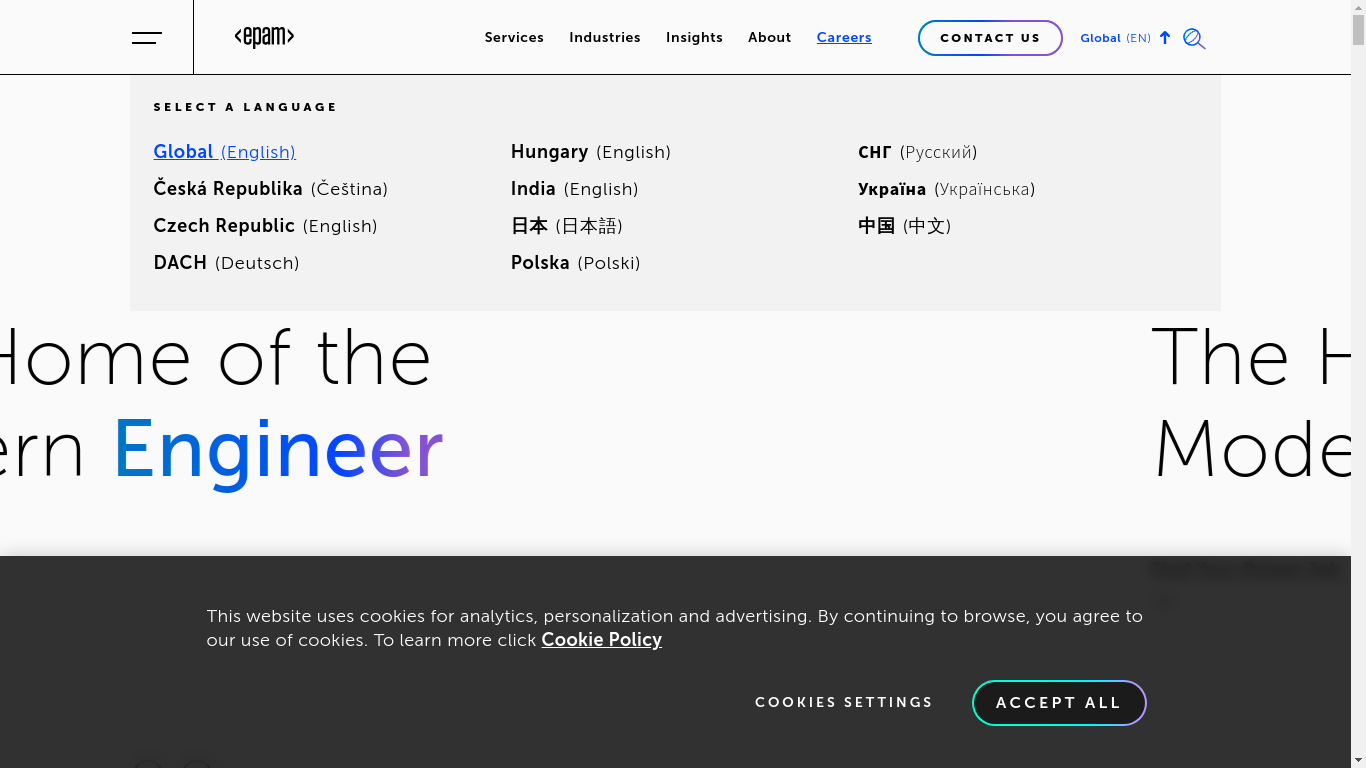 <epam>
Services Industries Insights About Careers CONTACT US Global (EN)
SELECT A LANGUAGE
Global (English)
Česká Republika (Čeština)
Czech Republic (English)
DACH (Deutsch)
Hungary (English)
India (English)
日本 (日本語)
Polska (Polski)
СНГ (Русский)
Україна (Українська)
中国 (中文)
Home of the
ern Engineer
The H
Mode
This website uses cookies for analytics, personalization and advertising. By continuing to browse, you agree to
our use of cookies. To learn more click Cookie Policy
COOKIES SETTINGS ACCEPT ALL